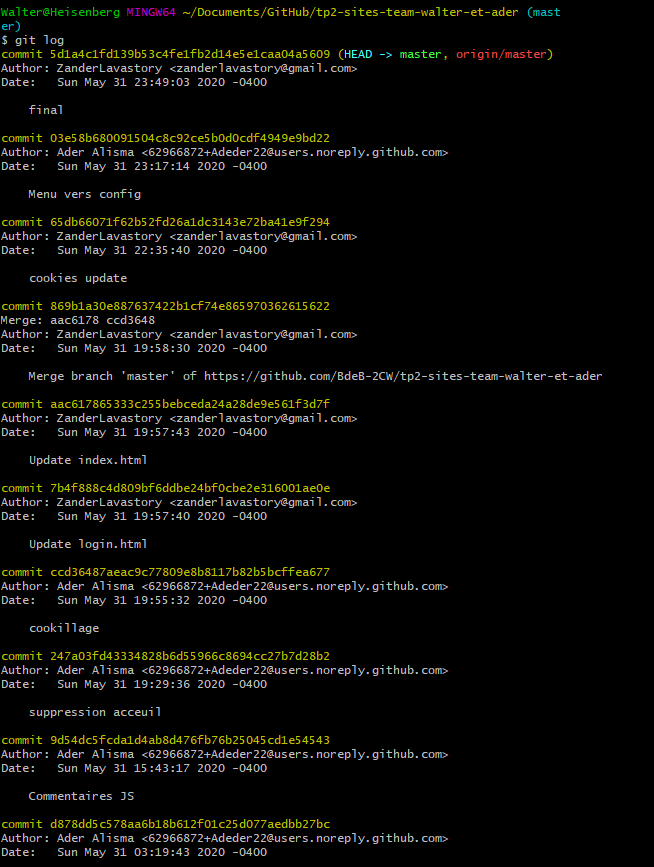 Walter@Heisenberg MINGW64 ~/Documents/GitHub/tp2-sites-team-walter-et-ader (mast
er)
$ git log
commit 5d1a4c1fd139b53c4fe1fb2d14e5e1caa04a5609 (HEAD -> master, origin/master)
Author: ZanderLavastory <zanderlavastory@gmail.com>
Date:   Sun May 31 23:49:03 2020 -0400

    final

commit 03e58b680091504c8c92ce5b0d0cdf4949e9bd22
Author: Ader Alisma <62966872+Adeder22@users.noreply.github.com>
Date:   Sun May 31 23:17:14 2020 -0400

    Menu vers config

commit 65db66071f62b52fd26a1dc3143e72ba41e9f294
Author: ZanderLavastory <zanderlavastory@gmail.com>
Date:   Sun May 31 22:35:40 2020 -0400

    cookies update

commit 869b1a30e887637422b1cf74e865970362615622
Merge: aac6178 ccd3648
Author: ZanderLavastory <zanderlavastory@gmail.com>
Date:   Sun May 31 19:58:30 2020 -0400

    Merge branch 'master' of https://github.com/BdeB-2CW/tp2-sites-team-walter-et-ader

commit aac617865333c255bebceda24a28de9e561f3d7f
Author: ZanderLavastory <zanderlavastory@gmail.com>
Date:   Sun May 31 19:57:43 2020 -0400

    Update index.html

commit 7b4f888c4d809bf6ddbe24bf0cbe2e316001ae0e
Author: ZanderLavastory <zanderlavastory@gmail.com>
Date:   Sun May 31 19:57:40 2020 -0400

    Update login.html

commit ccd36487aeac9c77809e8b8117b82b5bcffea677
Author: Ader Alisma <62966872+Adeder22@users.noreply.github.com>
Date:   Sun May 31 19:55:32 2020 -0400

    cookillage

commit 247a03fd43334828b6d55966c8694cc27b7d28b2
Author: Ader Alisma <62966872+Adeder22@users.noreply.github.com>
Date:   Sun May 31 19:29:36 2020 -0400

    suppression acceuil

commit 9d54dc5fcda1d4ab8d476fb76b25045cd1e54543
Author: Ader Alisma <62966872+Adeder22@users.noreply.github.com>
Date:   Sun May 31 15:43:17 2020 -0400

    Commentaires JS

commit d878dd5c578aa6b18b612f01c25d077aedbb27bc
Author: Ader Alisma <62966872+Adeder22@users.noreply.github.com>
Date:   Sun May 31 03:19:43 2020 -0400